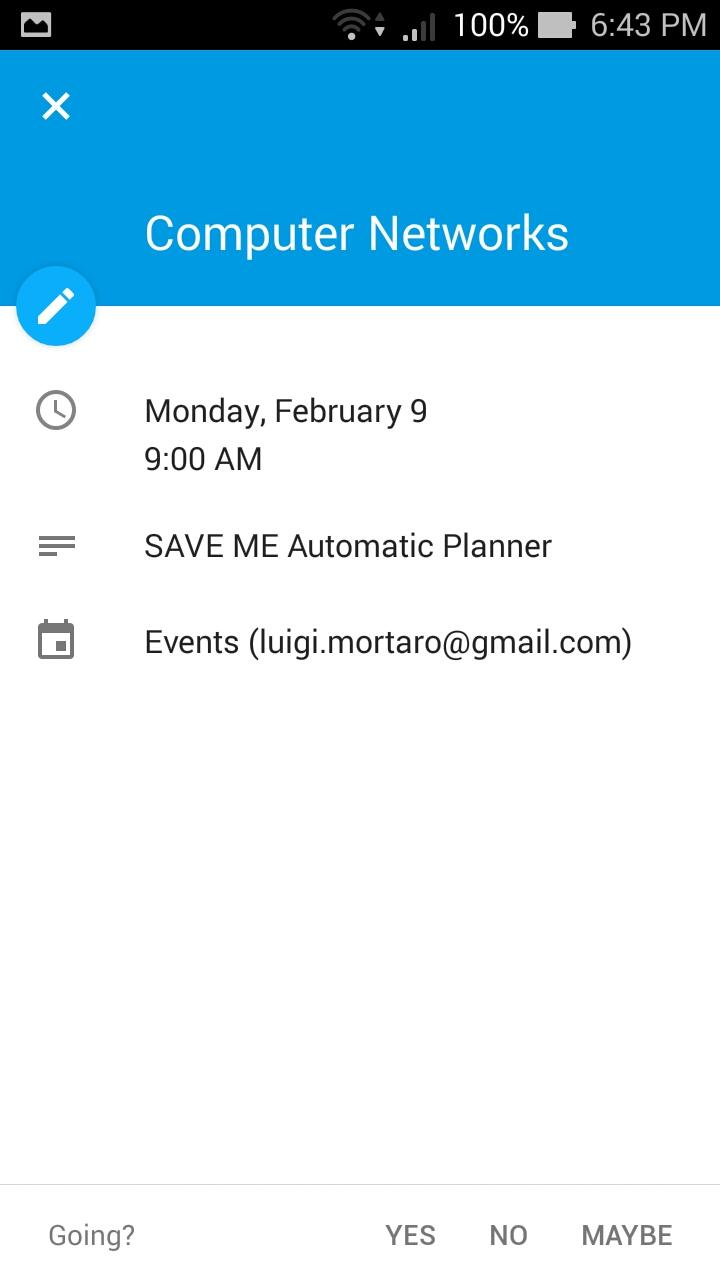 100% 6:43 PM
Computer Networks
Monday, February 9
9:00 AM
SAVE ME Automatic Planner
Events (luigi.mortaro@gmail.com)
Going? YES NO MAYBE